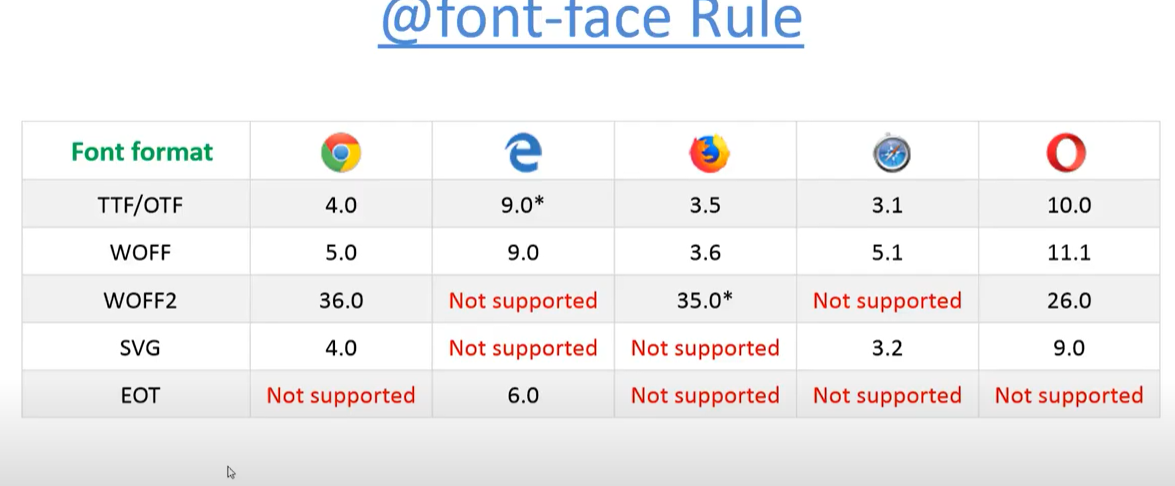 @font-face Rule
Font format
TTF/OTF 4.0 9.0* 3.5 3.1 10.0
WOFF 5.0 9.0 3.6 5.1 11.1
WOFF2 36.0 Not supported 35.0* Not supported 26.0
SVG 4.0 Not supported Not supported 3.2 9.0
EOT Not supported 6.0 Not supported Not supported Not supported